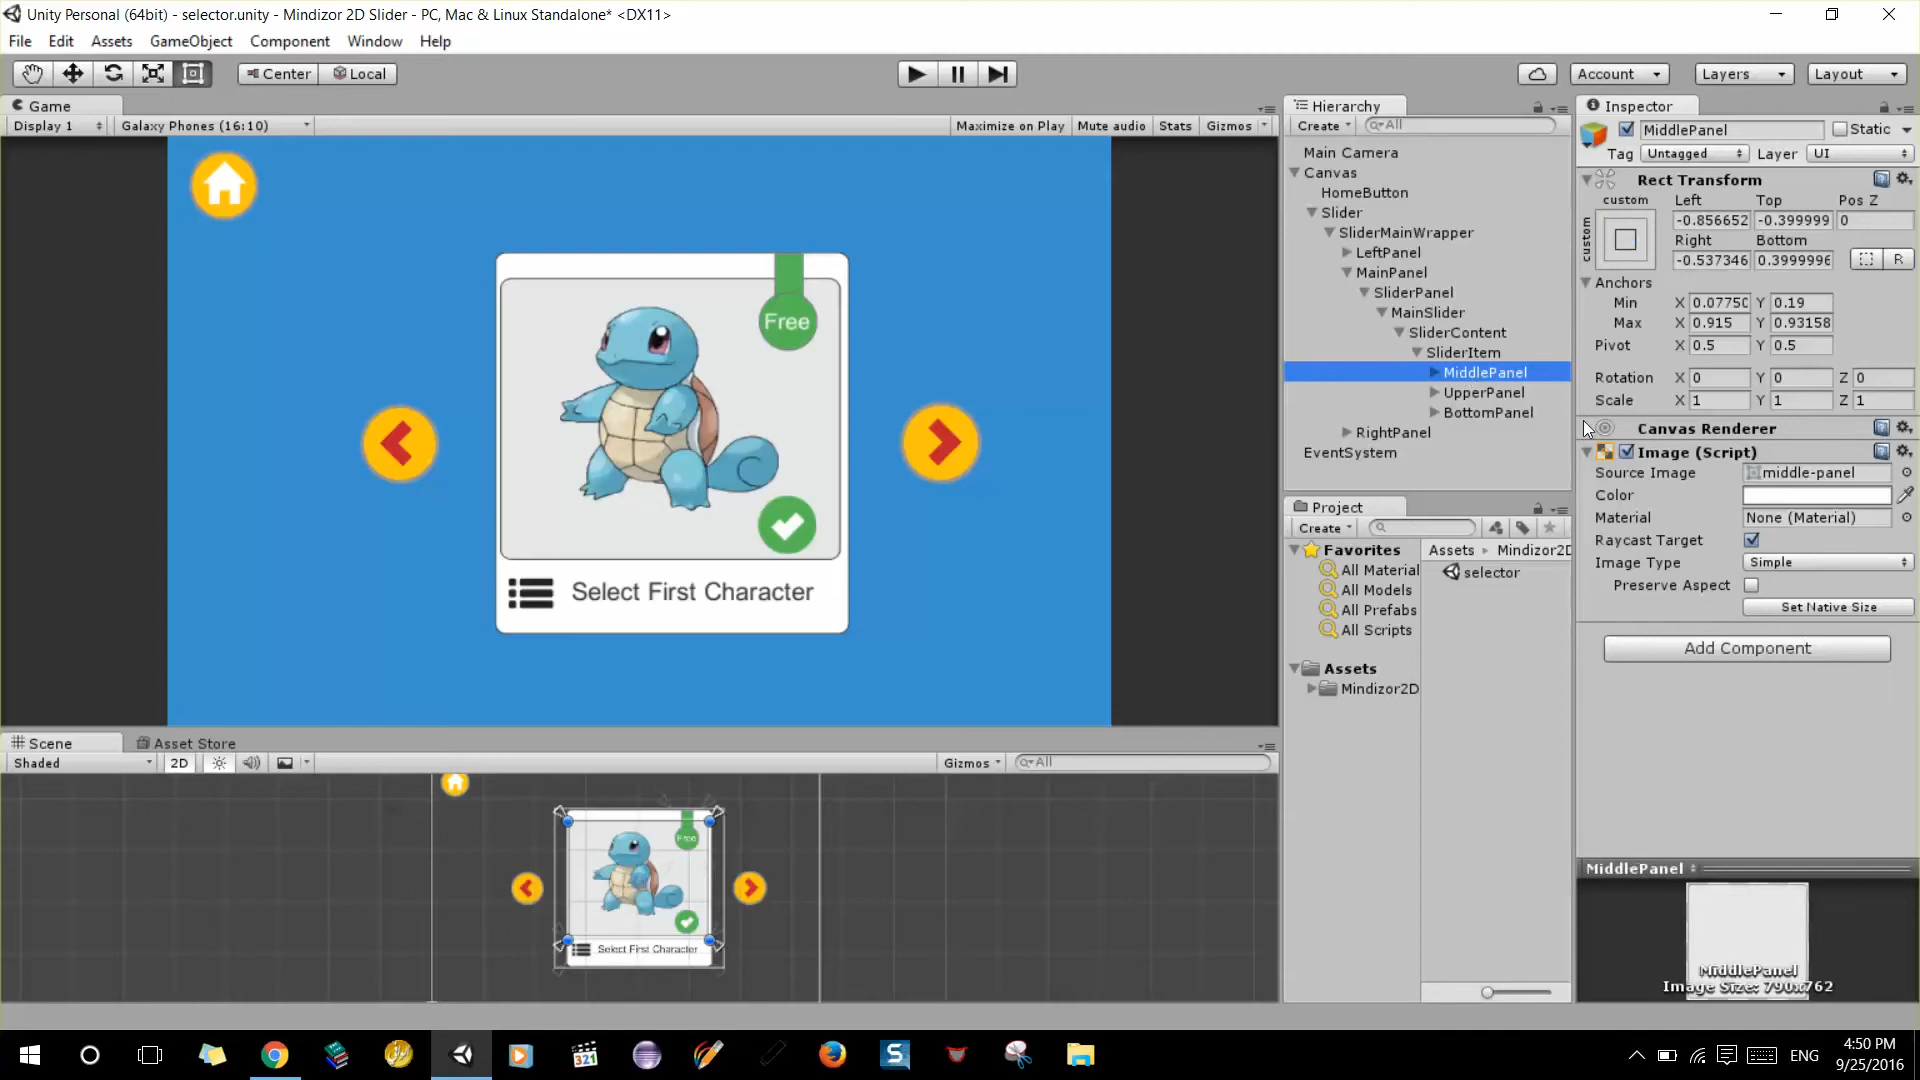 Unity Personal (64bit) - selector.unity - Mindizor 2D Slider - PC, Mac & Linux Standalone* <DX11>
File Edit Assets GameObject Component Window Help
Center Local Account Layers Layout
Game
Display 1 Galaxy Phones (16:10) Maximize on Play Mute audio Stats Gizmos
Free
Select First Character
Scene Asset Store
Shaded 2D Gizmos All
Free
Select First Character
Hierarchy
Create All
Main Camera
Canvas
HomeButton
Slider
SliderMainWrapper
LeftPanel
MainPanel
SliderPanel
MainSlider
SliderContent
SliderItem
MiddlePanel
UpperPanel
BottomPanel
RightPanel
EventSystem
Project
Create
Favorites
All Material
All Models
All Prefabs
All Scripts
Assets
Mindizor2D
Assets Mindizor2D
selector
Inspector
MiddlePanel Static
Tag Untagged Layer UI
Rect Transform
custom Left Top Pos Z
custom
-0.856652 -0.399999 0
Right Bottom
-0.537346 0.3999996 R
Anchors
Min X 0.0775( Y 0.19
Max X 0.915 Y 0.93158
Pivot X 0.5 Y 0.5
Rotation X 0 Y 0 Z 0
Scale X 1 Y 1 Z 1
Canvas Renderer
Image (Script)
Source Image middle-panel
Color
Material None (Material)
Raycast Target
Image Type Simple
Preserve Aspect
Set Native Size
Add Component
MiddlePanel
MiddlePanel
Image Size: 790x762
321
S
ENG
4:50 PM
9/25/2016